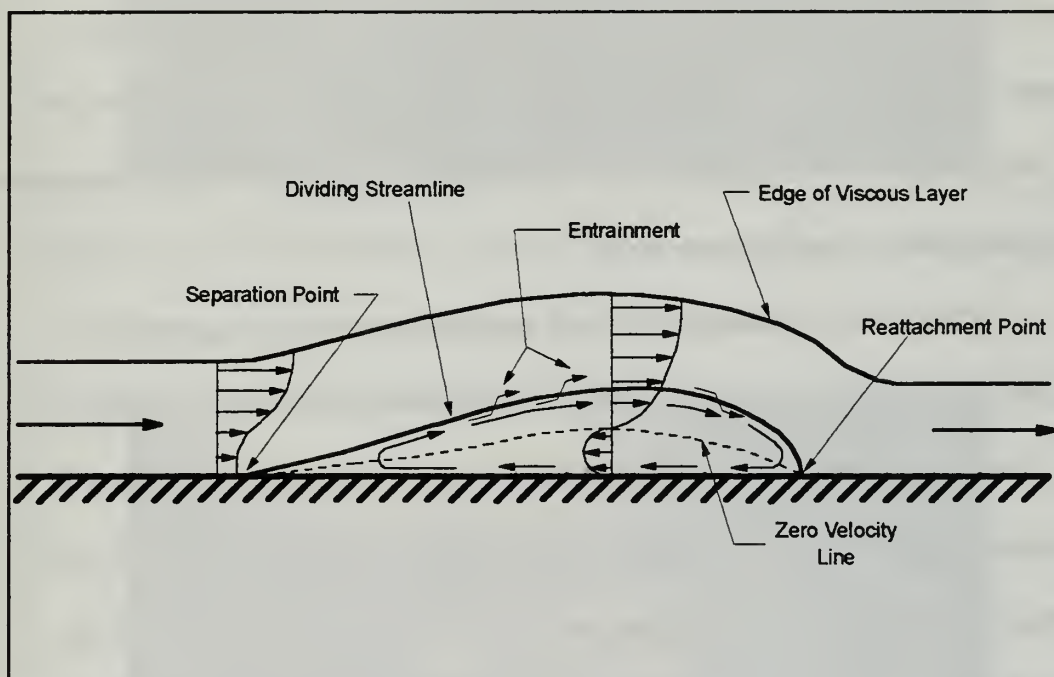 Dividing Streamline
Edge of Viscous Layer
Entrainment
Separation Point
Reattachment Point
Zero Velocity
Line